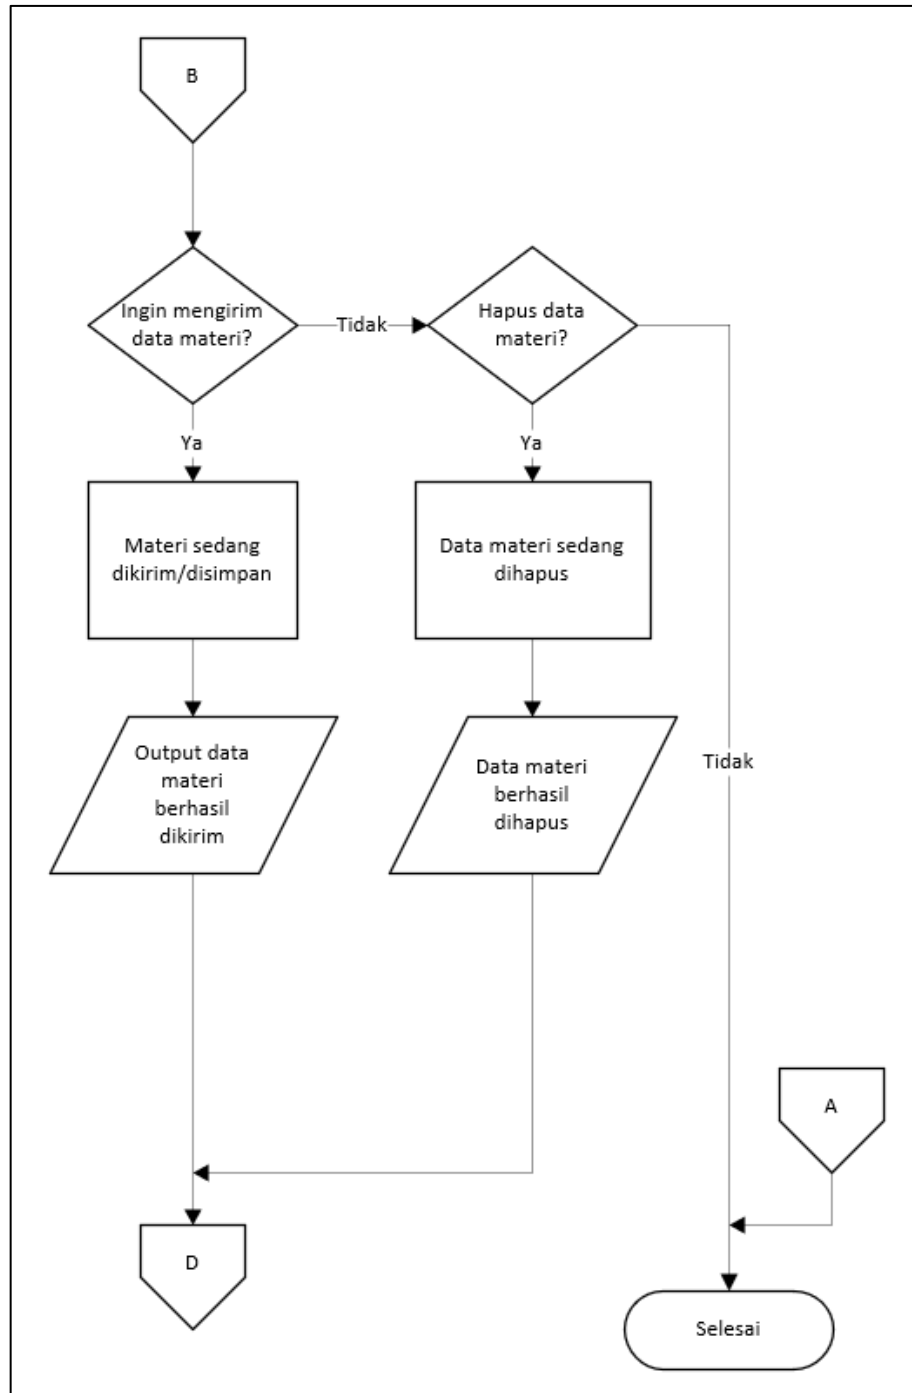 B
Ingin mengirim
data materi?
Tidak
Hapus data
materi?
Ya
Ya
Materi sedang
dikirim/disimpan
Data materi sedang
dihapus
Output data
materi
berhasil
dikirim
Data materi
berhasil
dihapus
Tidak
A
D
Selesai